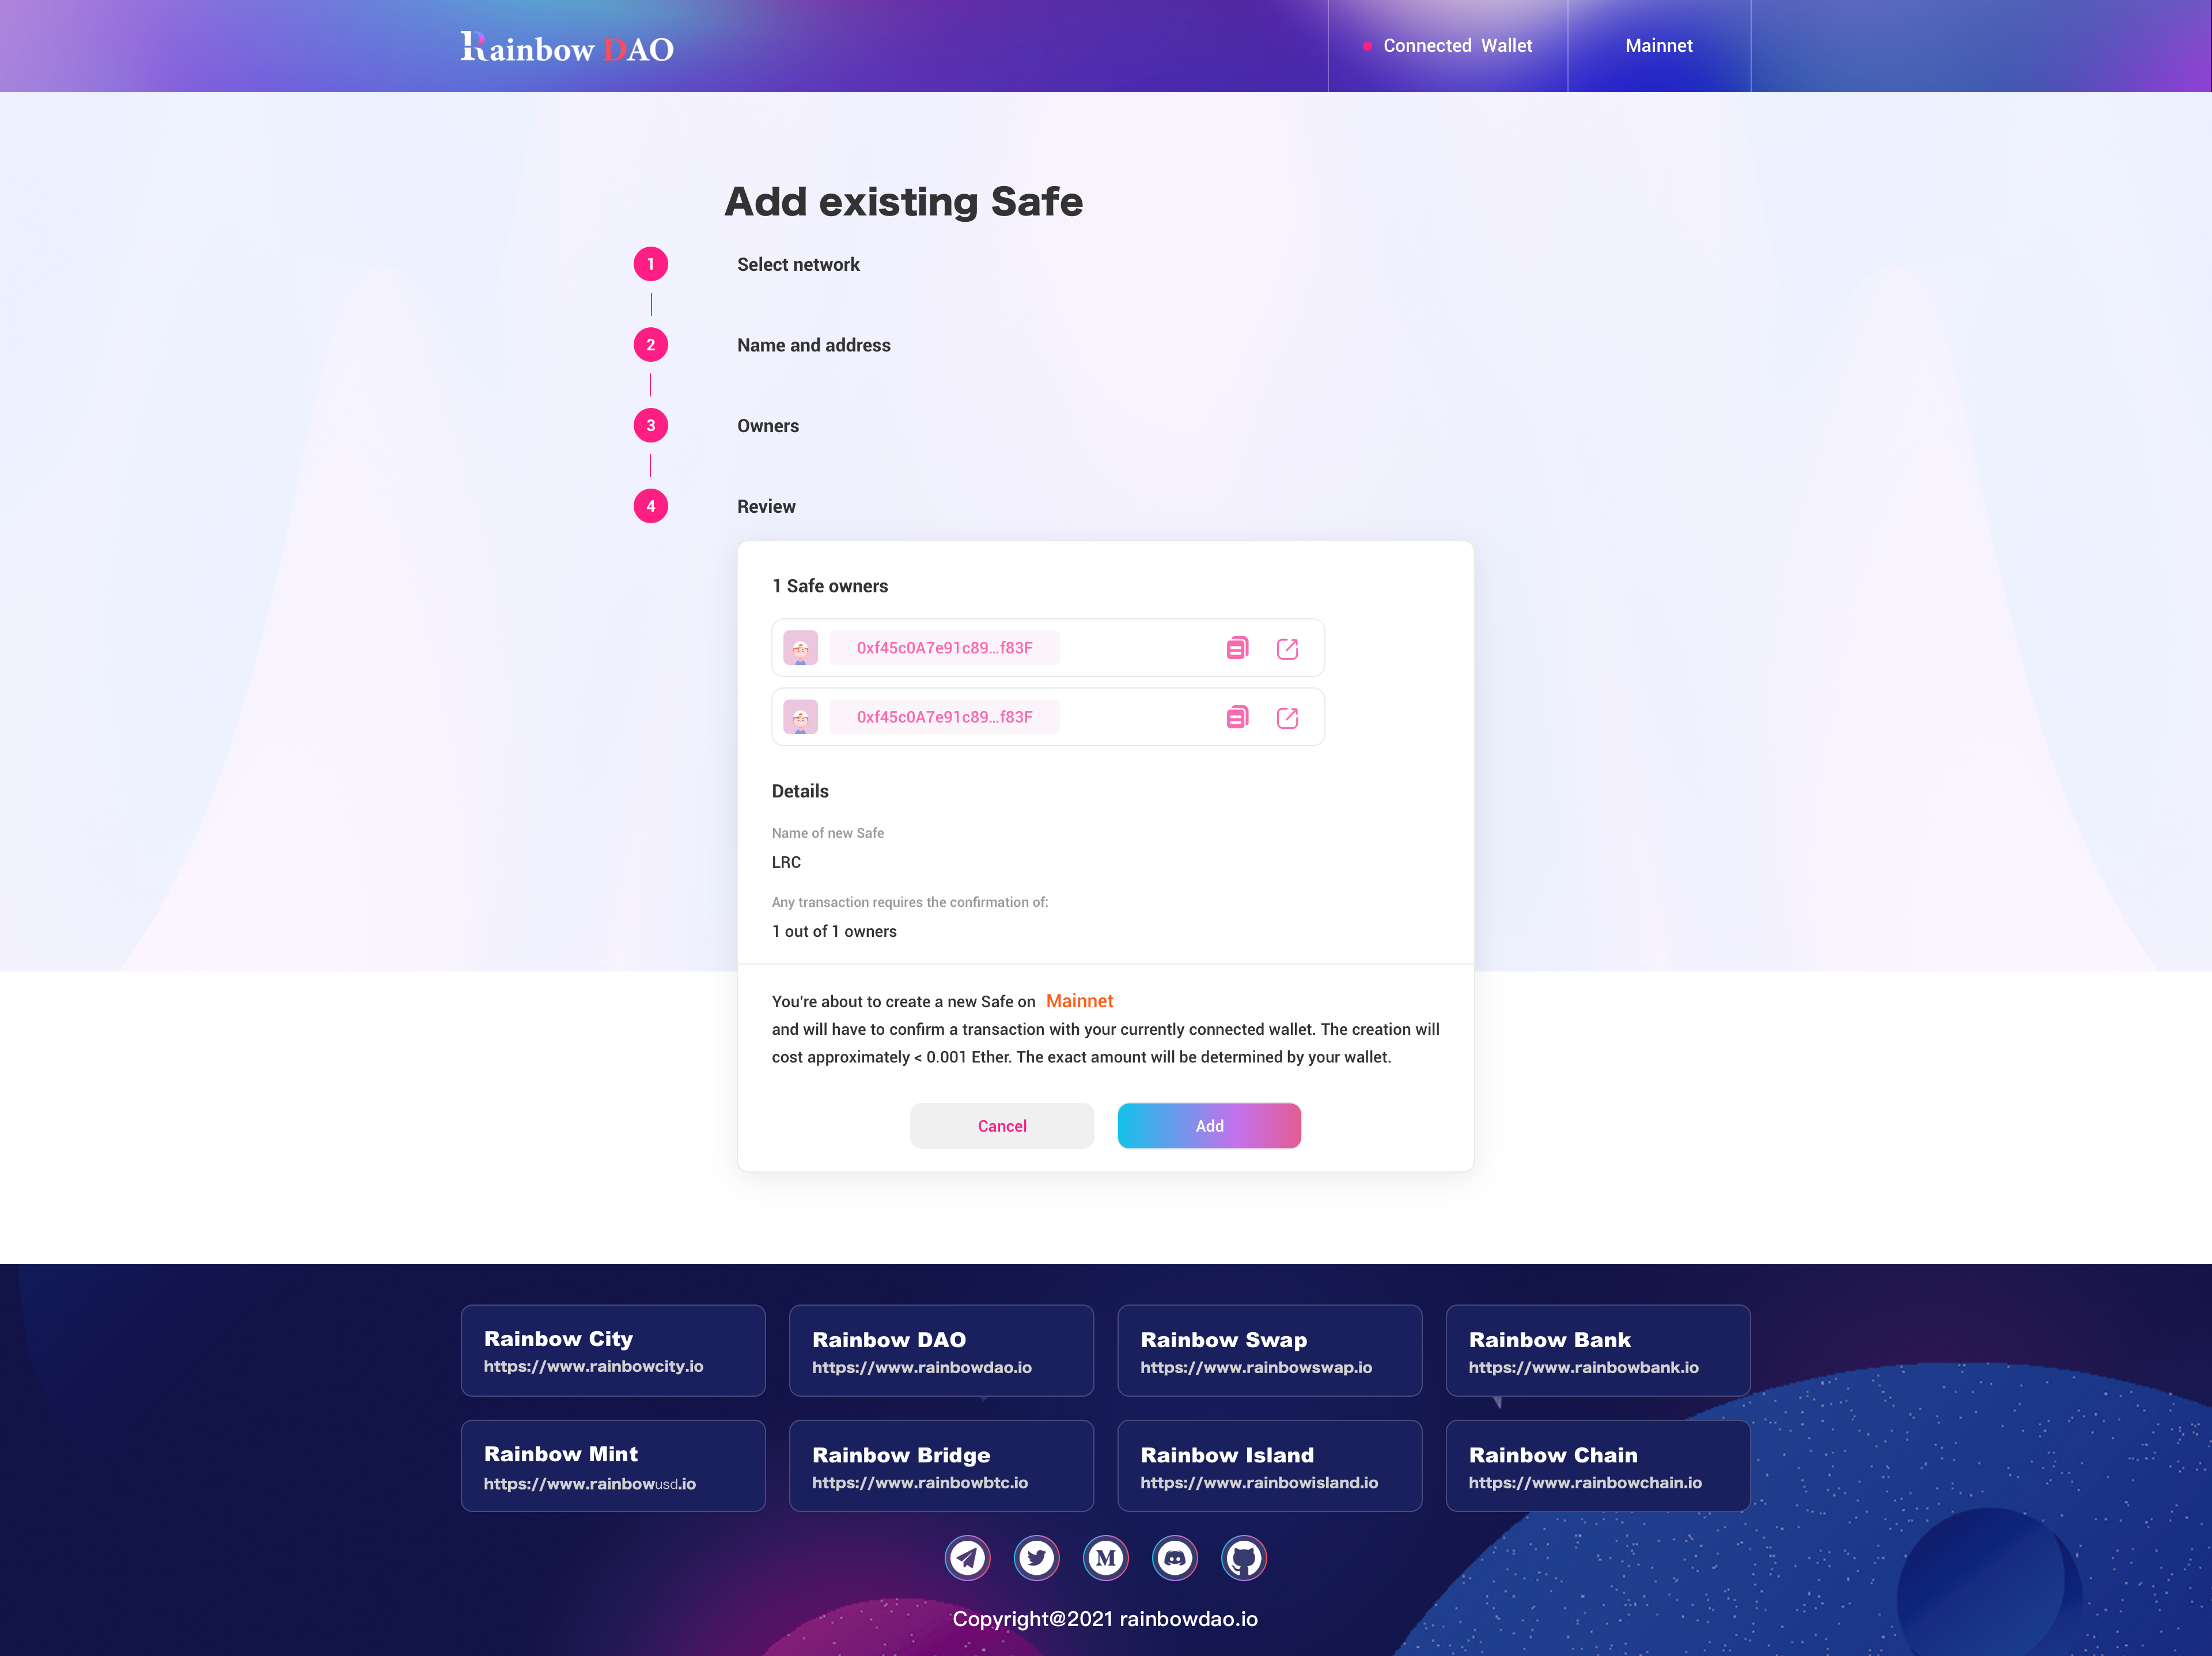 Rainbow DAO
Connected Wallet
Mainnet
Add existing Safe
1 Select network
2 Name and address
3 Owners
4 Review
1 Safe owners
0xf45c0A7e91c89...f83F
0xf45c0A7e91c89...f83F
Details
Name of new Safe
LRC
Any transaction requires the confirmation of:
1 out of 1 owners
You're about to create a new Safe on Mainnet
and will have to confirm a transaction with your currently connected wallet. The creation will
cost approximately < 0.001 Ether. The exact amount will be determined by your wallet.
Cancel
Add
Rainbow City
https://www.rainbowcity.io
Rainbow DAO
https://www.rainbowdao.io
Rainbow Swap
https://www.rainbowswap.io
Rainbow Bank
https://www.rainbowbank.io
Rainbow Mint
https://www.rainbowusd.io
Rainbow Bridge
https://www.rainbowbtc.io
Rainbow Island
https://www.rainbowisland.io
Rainbow Chain
https://www.rainbowchain.io
M
Copyright@2021 rainbowdao.io